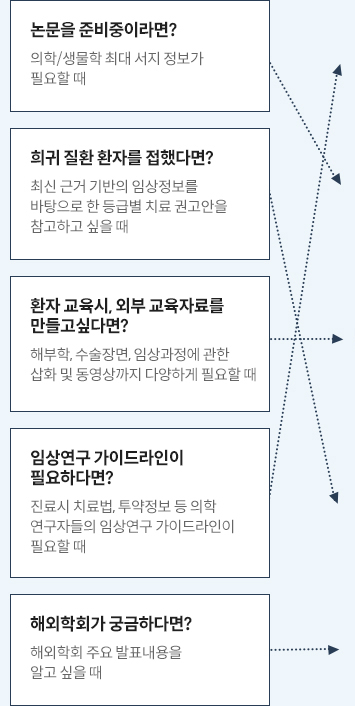 논문을 준비중이라면?
의학/생물학 최대 서지 정보가
필요할 때
희귀 질환 환자를 접했다면?
최신 근거 기반의 임상정보를
바탕으로 한 등급별 치료 권고안을
참고하고 싶을 때
환자 교육시, 외부 교육자료를
만들고싶다면?
해부학, 수술장면, 임상과정에 관한
삽화 및 동영상까지 다양하게 필요할 때
임상연구 가이드라인이
필요하다면?
진료시 치료법, 투약정보 등 의학
연구자들의 임상연구 가이드라인이
필요할 때
해외학회가 궁금하다면?
해외학회 주요 발표내용을
알고 싶을 때